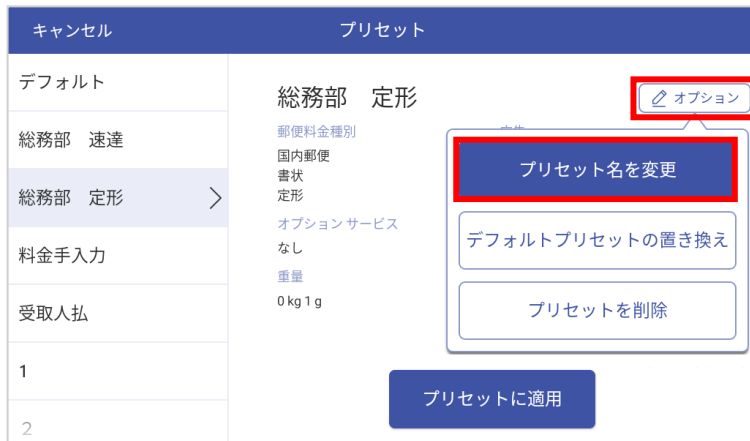 キャンセル
プリセット
デフォルト
総務部　速達
総務部　定形
料金手入力
受取人払
1
2
総務部　定形
オプション
郵便料金種別
国内郵便
書状
定形
オプション サービス
なし
重量
0 kg 1 g
プリセット名を変更
デフォルトプリセットの置き換え
プリセットを削除
プリセットに適用